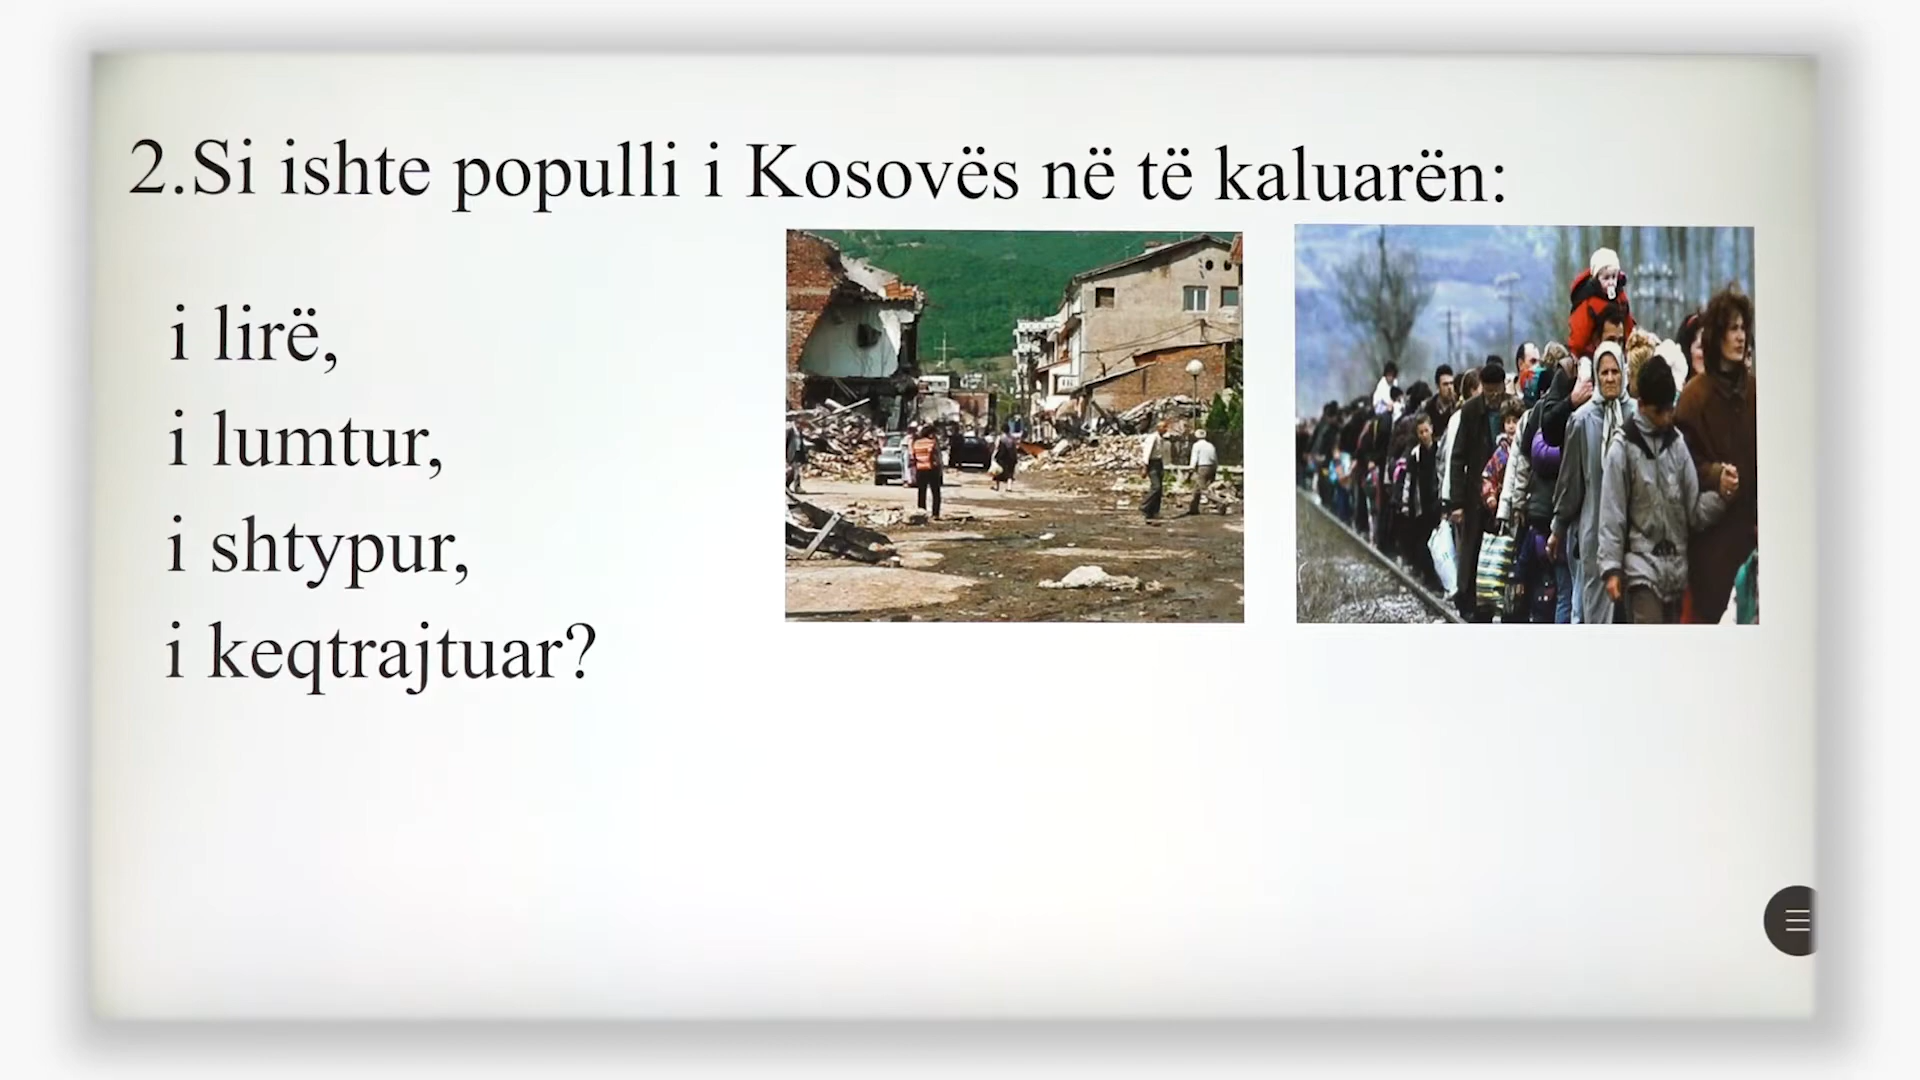 2.Si ishte populli i Kosovës në të kaluarën:
i lirë,
i lumtur,
i shtypur,
i keqtrajtuar?